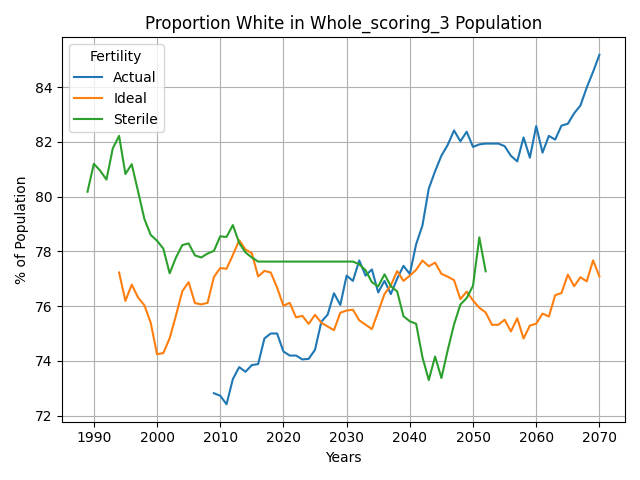 Proportion White in Whole_scoring_3 Population
Fertility
Actual
Ideal
Sterile
% of Population
84
82
80
78
76
74
72
1990 2000 2010 2020 2030 2040 2050 2060 2070
Years